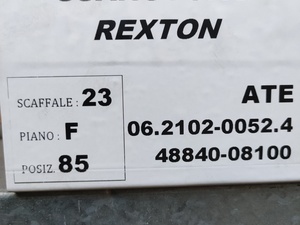 REXTON
SCAFFALE : 23
PIANO : F
POSIZ. 85
ATE
06.2102-0052.4
48840-08100